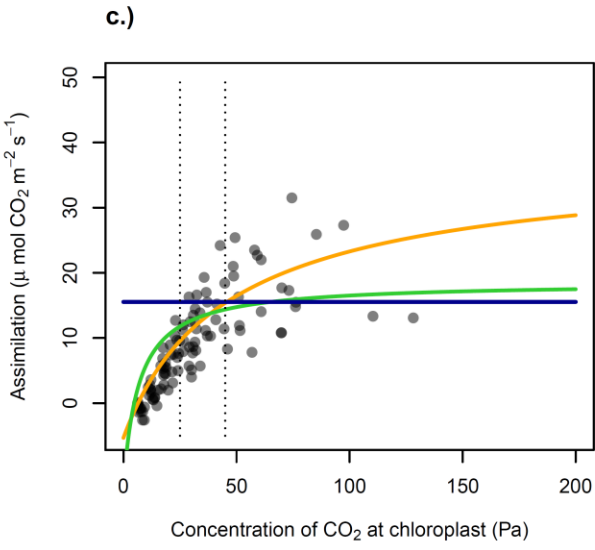 c.)
Assimilation (μ mol CO₂ m⁻² s⁻¹)
50
40
30
20
10
0
0 50 100 150 200
Concentration of CO₂ at chloroplast (Pa)